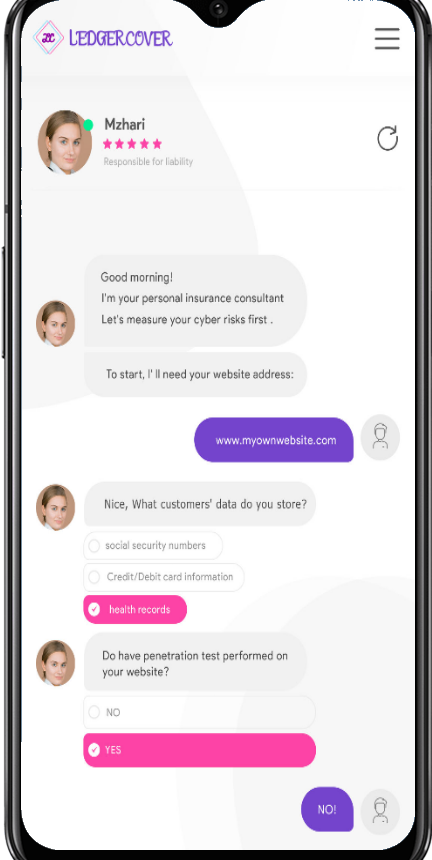 LEDGER.COVER
Mzhari
Responsible for liability
Good morning!
I'm your personal insurance consultant
Let's measure your cyber risks first .
To start, I' ll need your website address:
www.myownwebsite.com
Nice, What customers' data do you store?
social security numbers
Credit/Debit card information
health records
Do have penetration test performed on
your website?
NO
YES
NO!